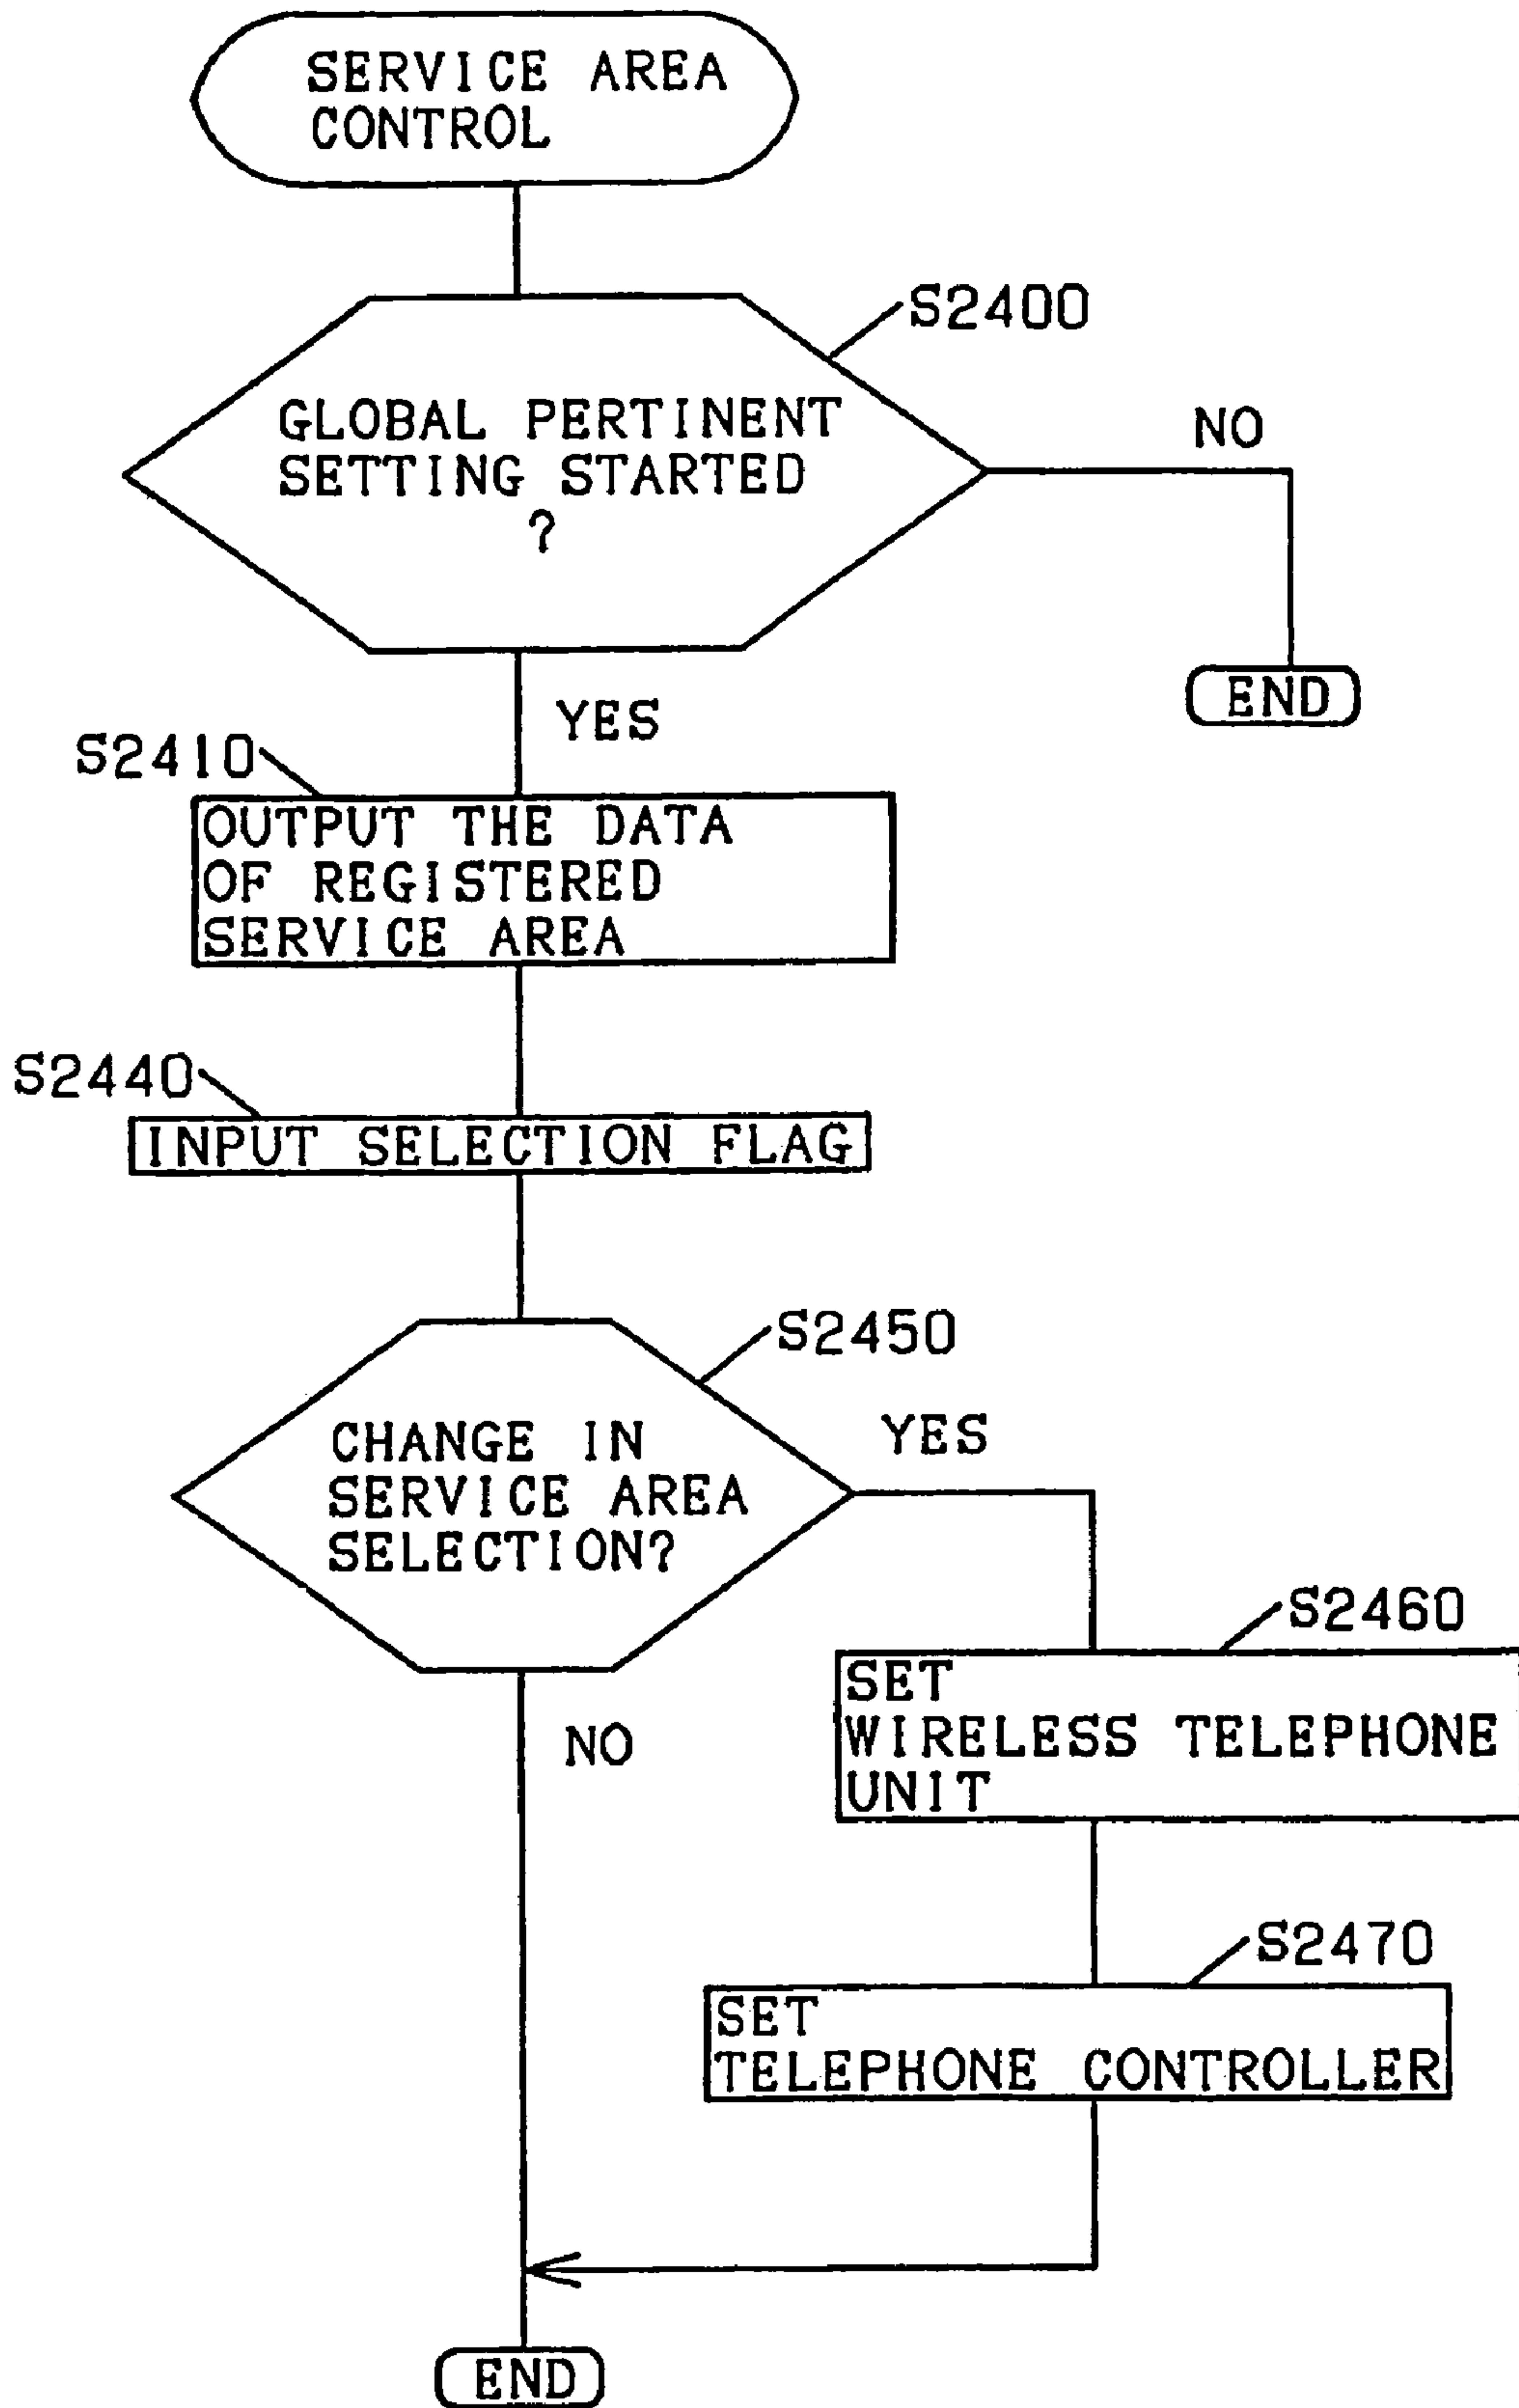 SERVICE AREA
CONTROL
S2400
GLOBAL PERTINENT
SETTING STARTED
?
NO
END
YES
S2410
OUTPUT THE DATA
OF REGISTERED
SERVICE AREA
S2440
INPUT SELECTION FLAG
S2450
CHANGE IN
SERVICE AREA
SELECTION?
YES
S2460
SET
WIRELESS TELEPHONE
UNIT
NO
S2470
SET
TELEPHONE CONTROLLER
END